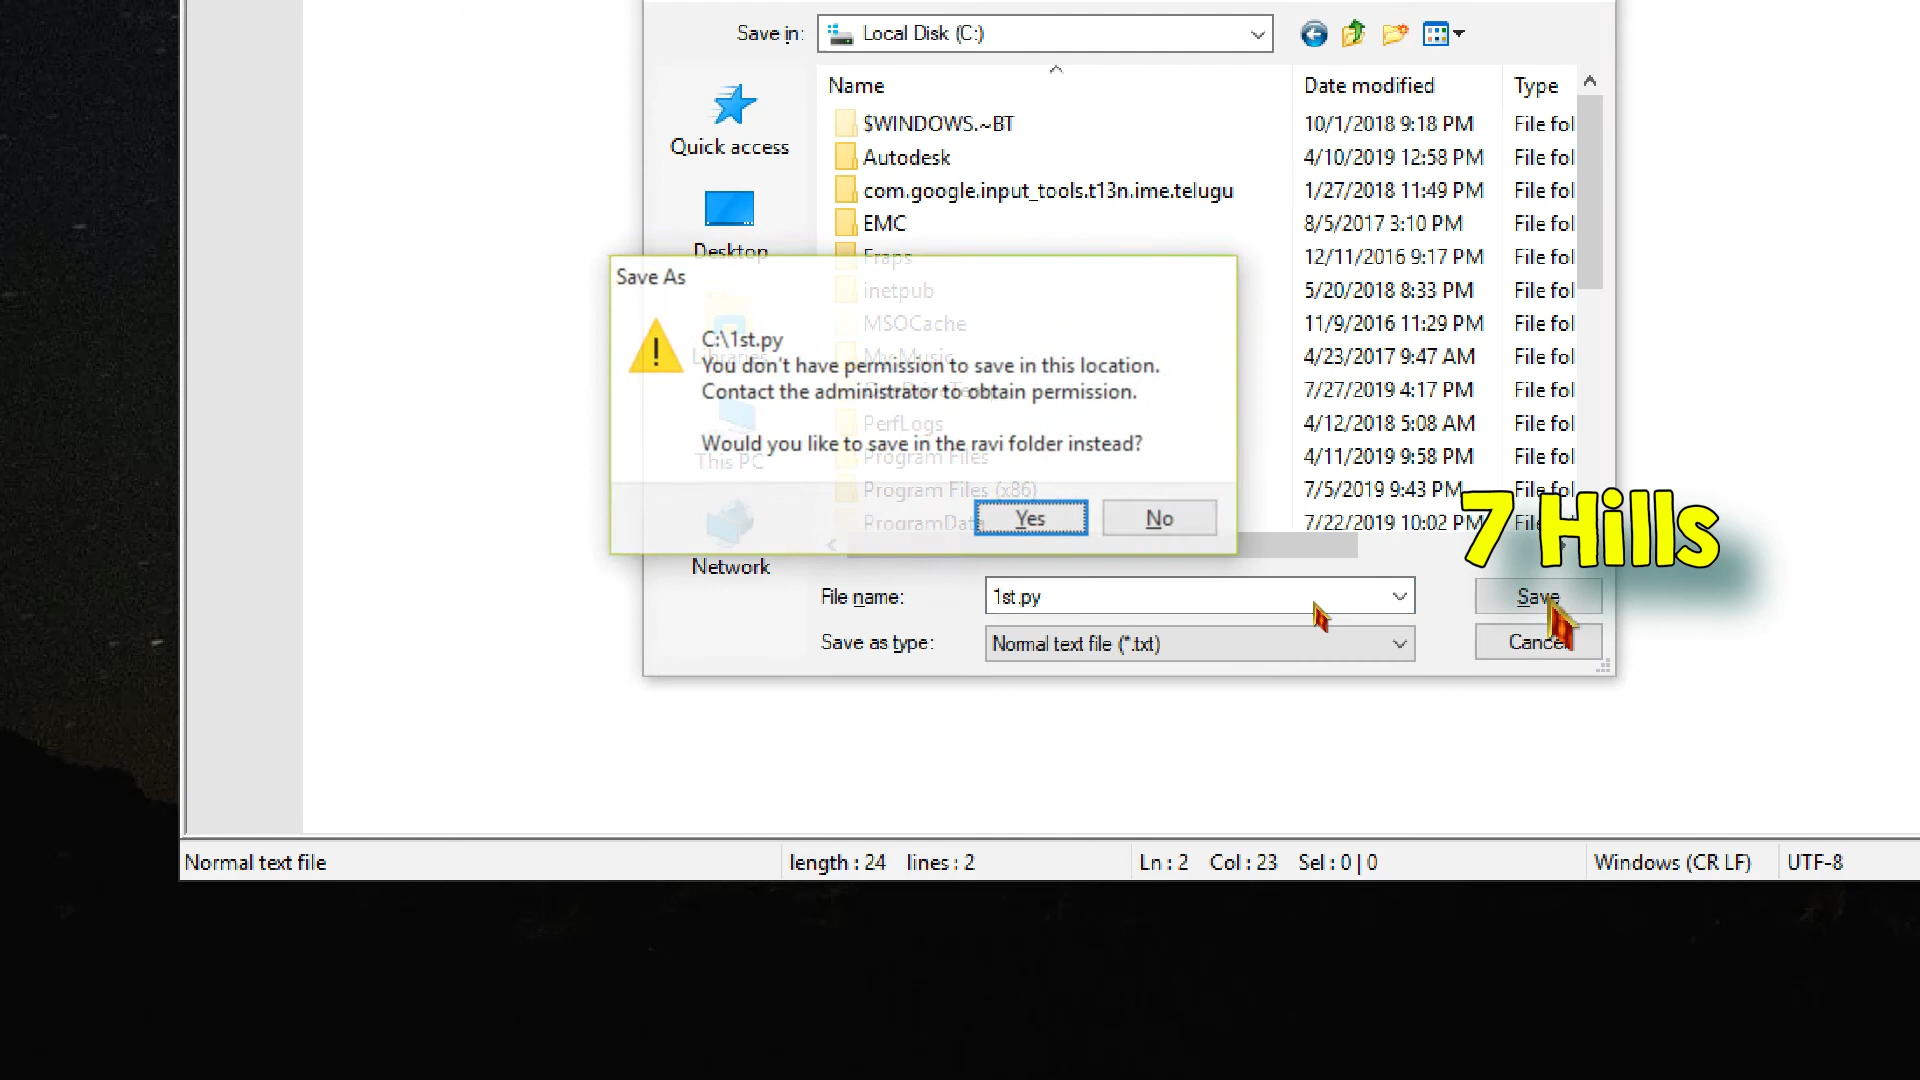 Save in:
Local Disk (C:)
Name
Date modified
Type
Quick access
Desktop
$WINDOWS.~BT
10/1/2018 9:18 PM
File fol
Autodesk
4/10/2019 12:58 PM
File fol
com.google.input_tools.t13n.ime.telugu
1/27/2018 11:49 PM
File fol
EMC
8/5/2017 3:10 PM
File fol
Fraps
12/11/2016 9:17 PM
File fol
inetpub
5/20/2018 8:33 PM
File fol
MSOCache
11/9/2016 11:29 PM
File fol
My Music
4/23/2017 9:47 AM
File fol
7/27/2019 4:17 PM
File fol
PerfLogs
4/12/2018 5:08 AM
File fol
Program Files
4/11/2019 9:58 PM
File fol
Program Files (x86)
7/5/2019 9:43 PM
File fol
ProgramData
7/22/2019 10:02 PM
Libraries
This PC
Network
Save As
C:\1st.py
You don't have permission to save in this location.
Contact the administrator to obtain permission.
Would you like to save in the ravi folder instead?
Yes
No
7 Hills
File name:
1st.py
Save
Save as type:
Normal text file (*.txt)
Cancel
Normal text file
length : 24 lines : 2
Ln : 2 Col : 23 Sel : 0 | 0
Windows (CR LF)
UTF-8